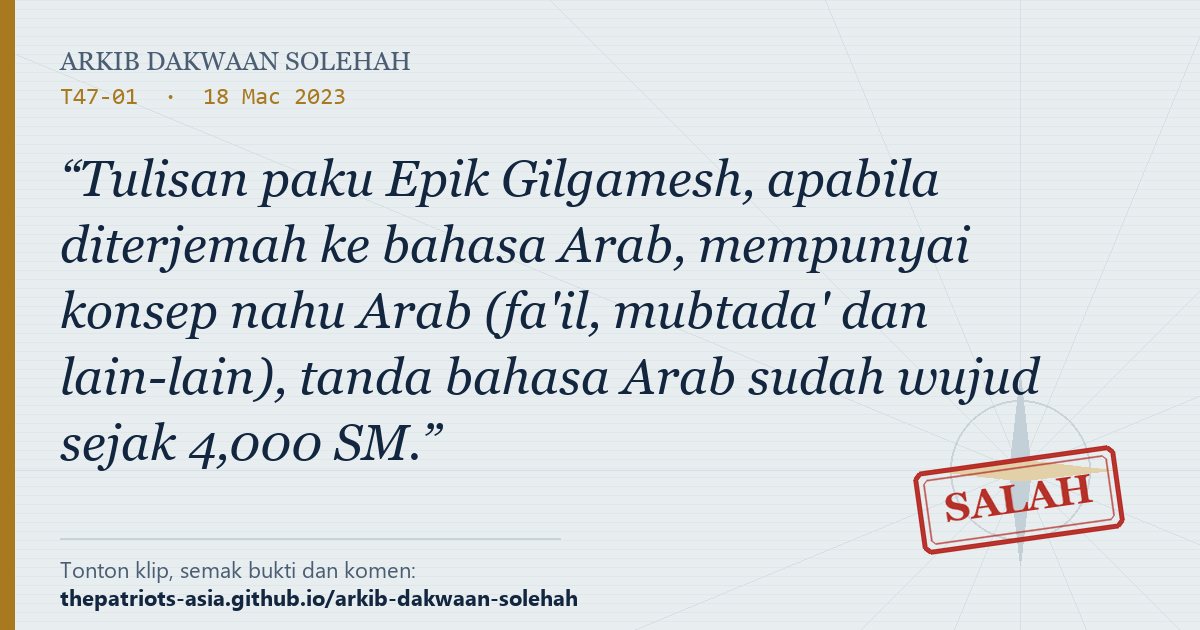 ARKIB DAKWAAN SOLEHAH
T47-01 · 18 Mac 2023
“Tulisan paku Epik Gilgamesh, apabila
diterjemah ke bahasa Arab, mempunyai
konsep nahu Arab (fa'il, mubtada' dan
lain-lain), tanda bahasa Arab sudah wujud
sejak 4,000 SM.”
SALAH
Tonton klip, semak bukti dan komen:
thepatriots-asia.github.io/arkib-dakwaan-solehah